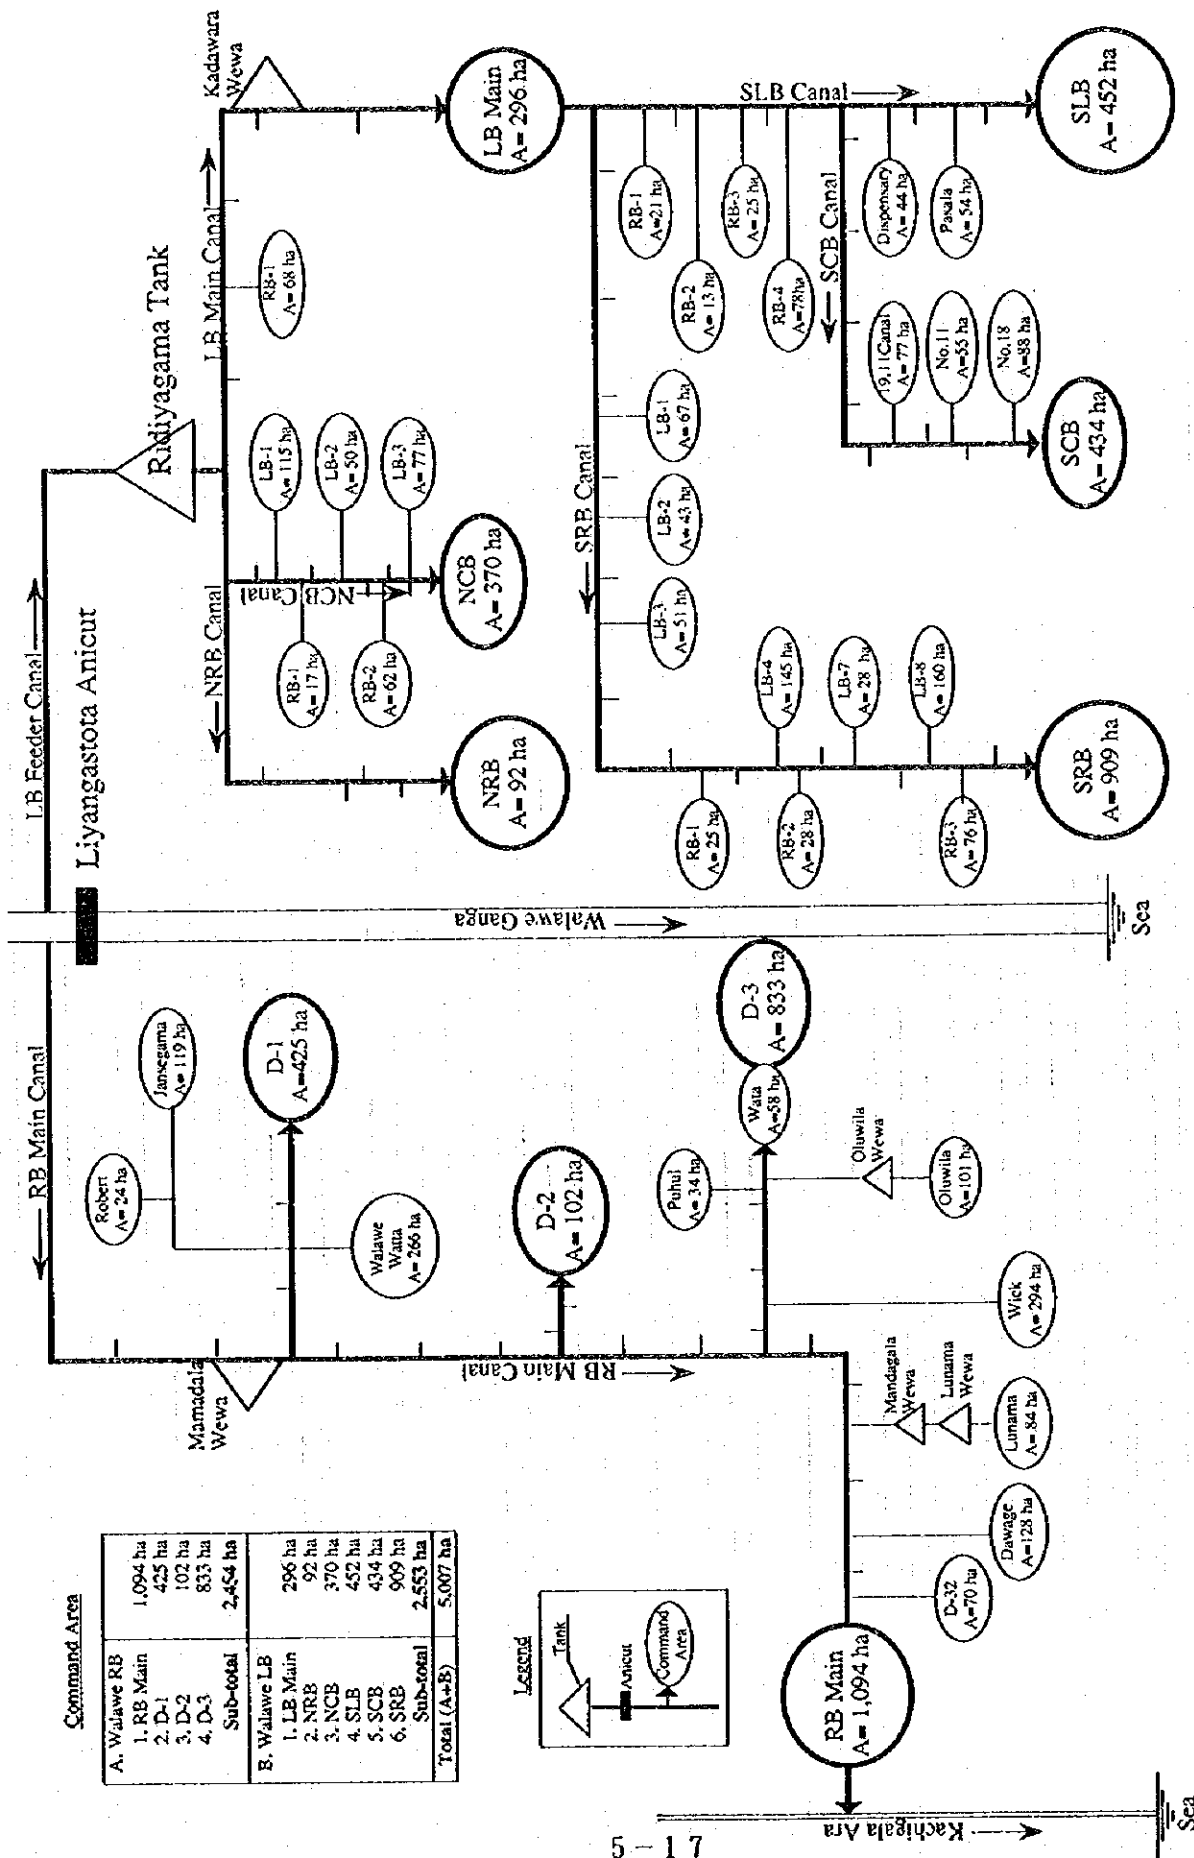 Command Area
A. Walawe RB
1. RB Main 1,094 ha
2. D-1 425 ha
3. D-2 102 ha
4. D-3 833 ha
Sub-total 2,454 ha
B. Walawe LB
1. LB Main 296 ha
2. NRB 92 ha
3. NCB 370 ha
4. SLB 452 ha
5. SCB 434 ha
6. SRB 909 ha
Sub-total 2,553 ha
Total (A+B) 5,007 ha
Legend
Tank
Anicut
Command
Area
RB Main Canal
LB Feeder Canal
Liyangastota Anicut
Ridiyagama Tank
Mamadala
Wewa
Robert
A= 24 ha
Jansegama
A= 119 ha
D-1
A=425 ha
Walawe
Watta
A= 266 ha
RB Main Canal
D-2
A= 102 ha
Puhul
A= 34 ha
Wata
A=58 ha
D-3
A= 833 ha
Oluwila
Wewa
Oluwila
A=101 ha
Wick
A= 294 ha
Mandagala
Wewa
Lunama
Wewa
Lunama
A= 84 ha
Dawage
A=128 ha
D-32
A=70 ha
RB Main
A= 1,094 ha
Kachigala Ara
Sea
Walawe Ganga
Sea
NRB Canal
LB Main Canal
Kadawara
Wewa
NRB
A= 92 ha
NCB Canal
RB-1
A= 17 ha
RB-2
A=62 ha
LB-1
A= 115 ha
LB-2
A= 50 ha
LB-3
A= 77 ha
NCB
A= 370 ha
RB-1
A= 68 ha
LB Main
A= 296 ha
SRB Canal
LB-3
A= 51 ha
LB-2
A= 43 ha
LB-1
A= 67 ha
RB-1
A= 25 ha
RB-2
A= 28 ha
RB-3
A= 76 ha
LB-4
A= 145 ha
LB-7
A= 28 ha
LB-8
A= 160 ha
SRB
A= 909 ha
SLB Canal
RB-1
A=21 ha
RB-2
A= 13 ha
RB-3
A= 25 ha
RB-4
A=78ha
SCB Canal
19,11Canal
A= 77 ha
No.11
A=55 ha
No.18
A=88 ha
SCB
A= 434 ha
Dispensary
A= 44 ha
Pasala
A= 54 ha
SLB
A= 452 ha
5 - 17